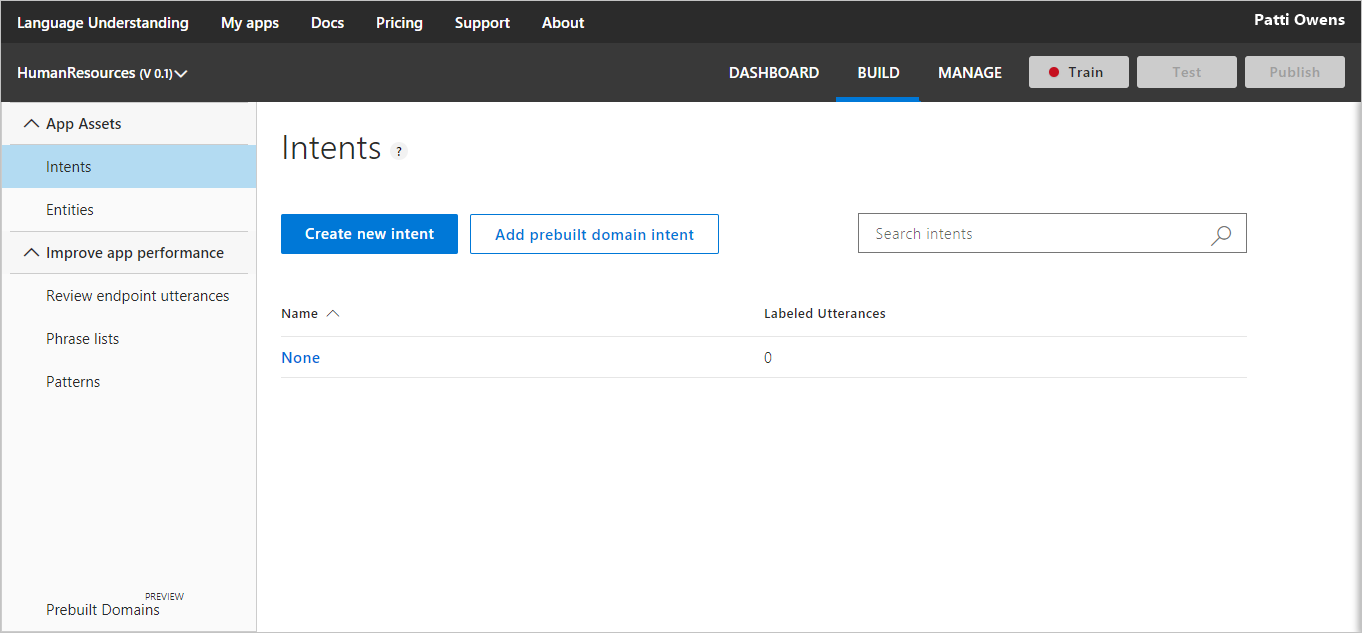 Language Understanding My apps Docs Pricing Support About Patti Owens
HumanResources (V 0.1) DASHBOARD BUILD MANAGE Train Test Publish
App Assets
Intents
Entities
Improve app performance
Review endpoint utterances
Phrase lists
Patterns
PREVIEW
Prebuilt Domains
Intents ?
Create new intent Add prebuilt domain intent Search intents
Name Labeled Utterances
None 0